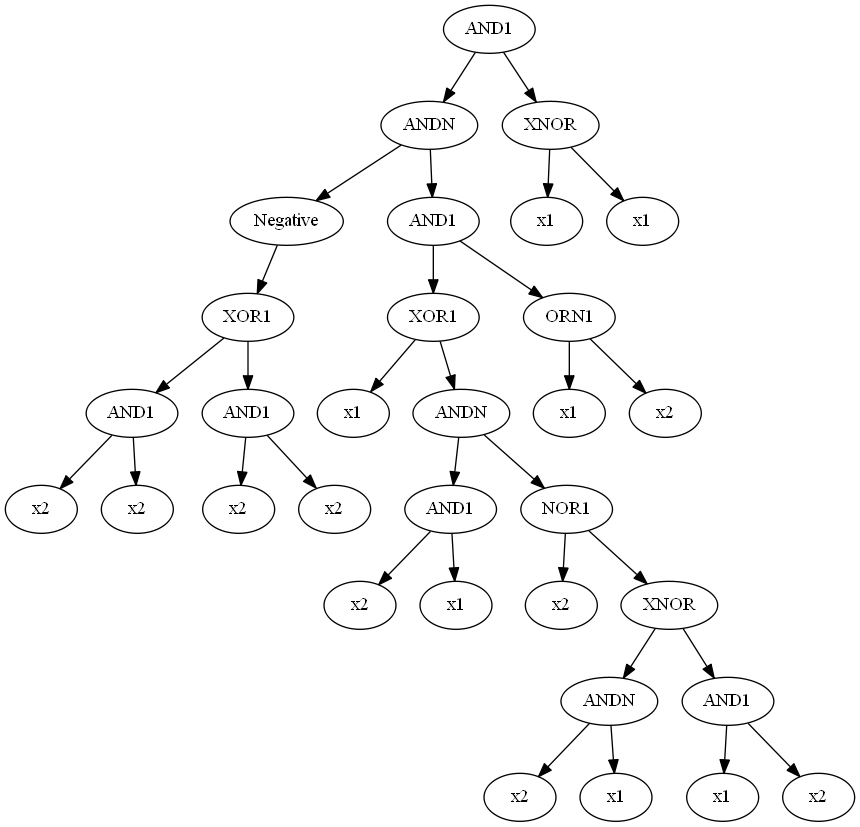 AND1
ANDN XNOR
Negative AND1 x1 x1
XOR1 XOR1 ORN1
AND1 AND1 x1 ANDN x1 x2
x2 x2 x2 x2 AND1 NOR1
x2 x1 x2 XNOR
ANDN AND1
x2 x1 x1 x2